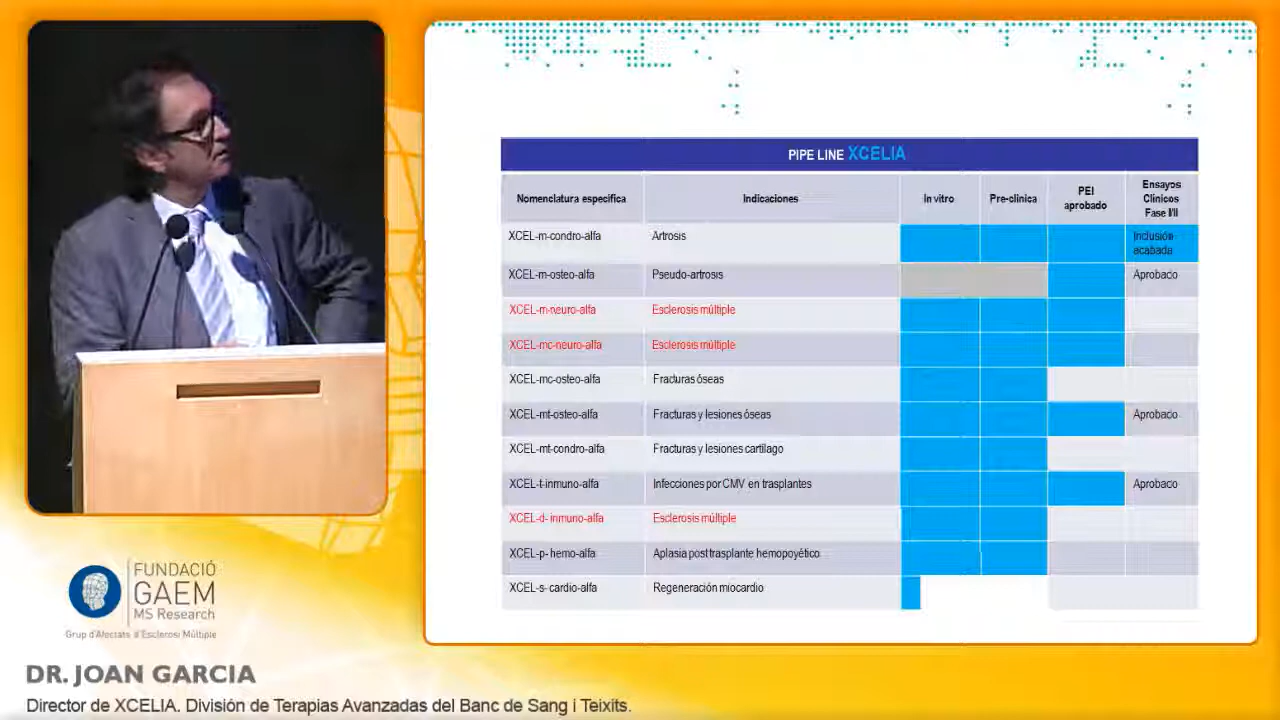 PIPE LINE XCELIA
Nomenclatura especifica Indicaciones In vitro Pre-clínica PEI aprobado Ensayos Clínicos Fase I/II
XCEL-m-condro-alfa Artrosis Inclusión acabada
XCEL-m-osteo-alfa Pseudo-artrosis Aprobaco
XCEL-m-neuro-alfa Esclerosis múltiple
XCEL-mc-neuro-alfa Esclerosis múltiple
XCEL-mc-osteo-alfa Fracturas óseas
XCEL-mt-osteo-alfa Fracturas y lesiones óseas Aprobaco
XCEL-mt-condro-alfa Fracturas y lesiones cartílago
XCEL-t-inmuno-alfa Infecciones por CMV en trasplantes Aprobaco
XCEL-d- inmuno-alfa Esclerosis múltiple
XCEL-p- hemo-alfa Aplasia post trasplante hemopoyético
XCEL-s- cardio-alfa Regeneración miocardio
FUNDACIÓ
GAEM
MS Research
Grup d'Afectats d'Esclerosi Múltiple
DR. JOAN GARCIA
Director de XCELIA. División de Terapias Avanzadas del Banc de Sang i Teixits.